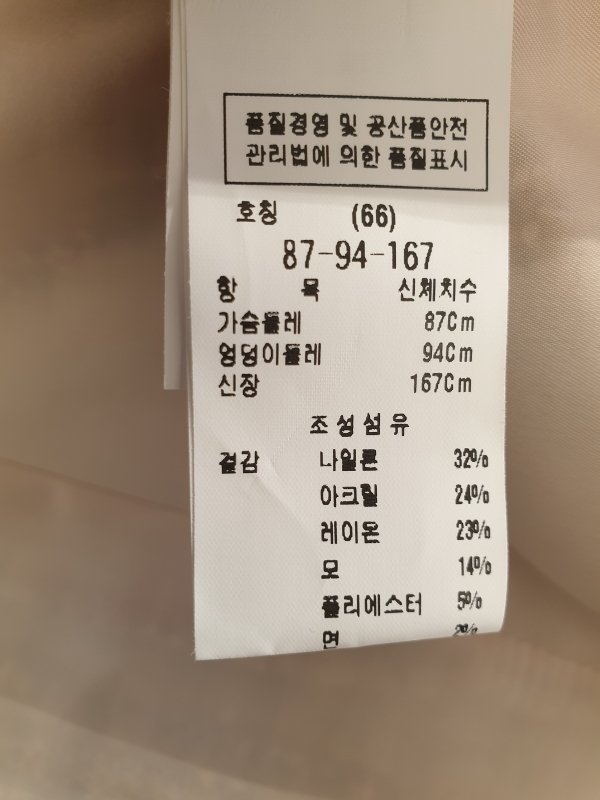 품질경영 및 공산품안전
관리법에 의한 품질표시
호칭 (66)
87-94-167
항 목 신체치수
가슴둘레 87Cm
엉덩이둘레 94Cm
신장 167Cm
조성섬유
겉감 나일론 32%
아크릴 24%
레이온 23%
모 14%
폴리에스터 5%
면 2%